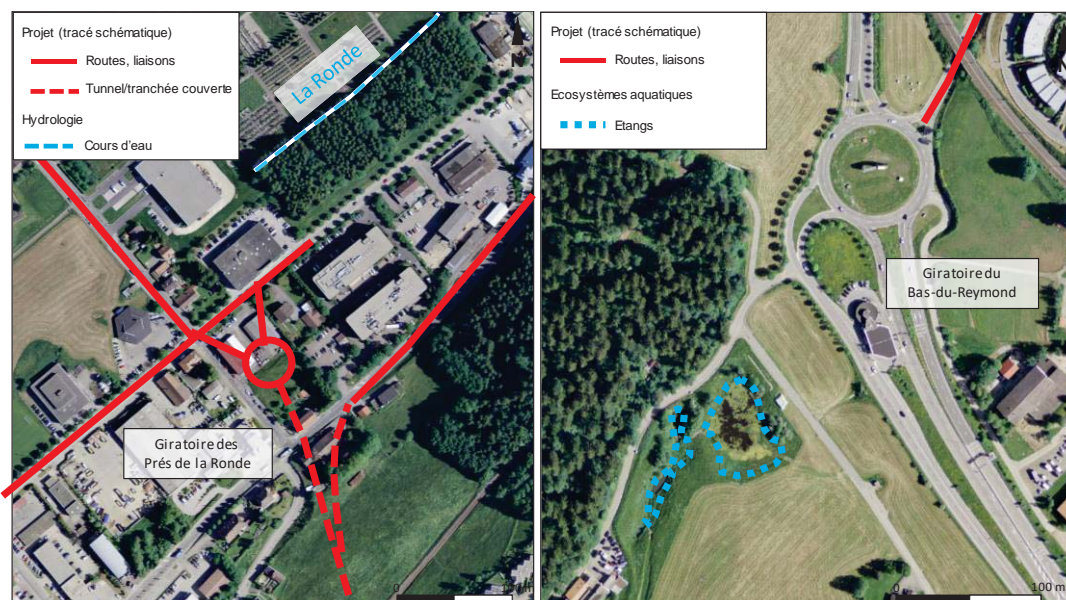 Projet (tracé schématique)
Routes, liaisons
Tunnel/tranchée couverte
Hydrologie
Cours d'eau
La Ronde
N
Giratoire des
Prés de la Ronde
0
100 m
Projet (tracé schématique)
Routes, liaisons
Ecosystèmes aquatiques
Etangs
Giratoire du
Bas-du-Reymond
0
100 m